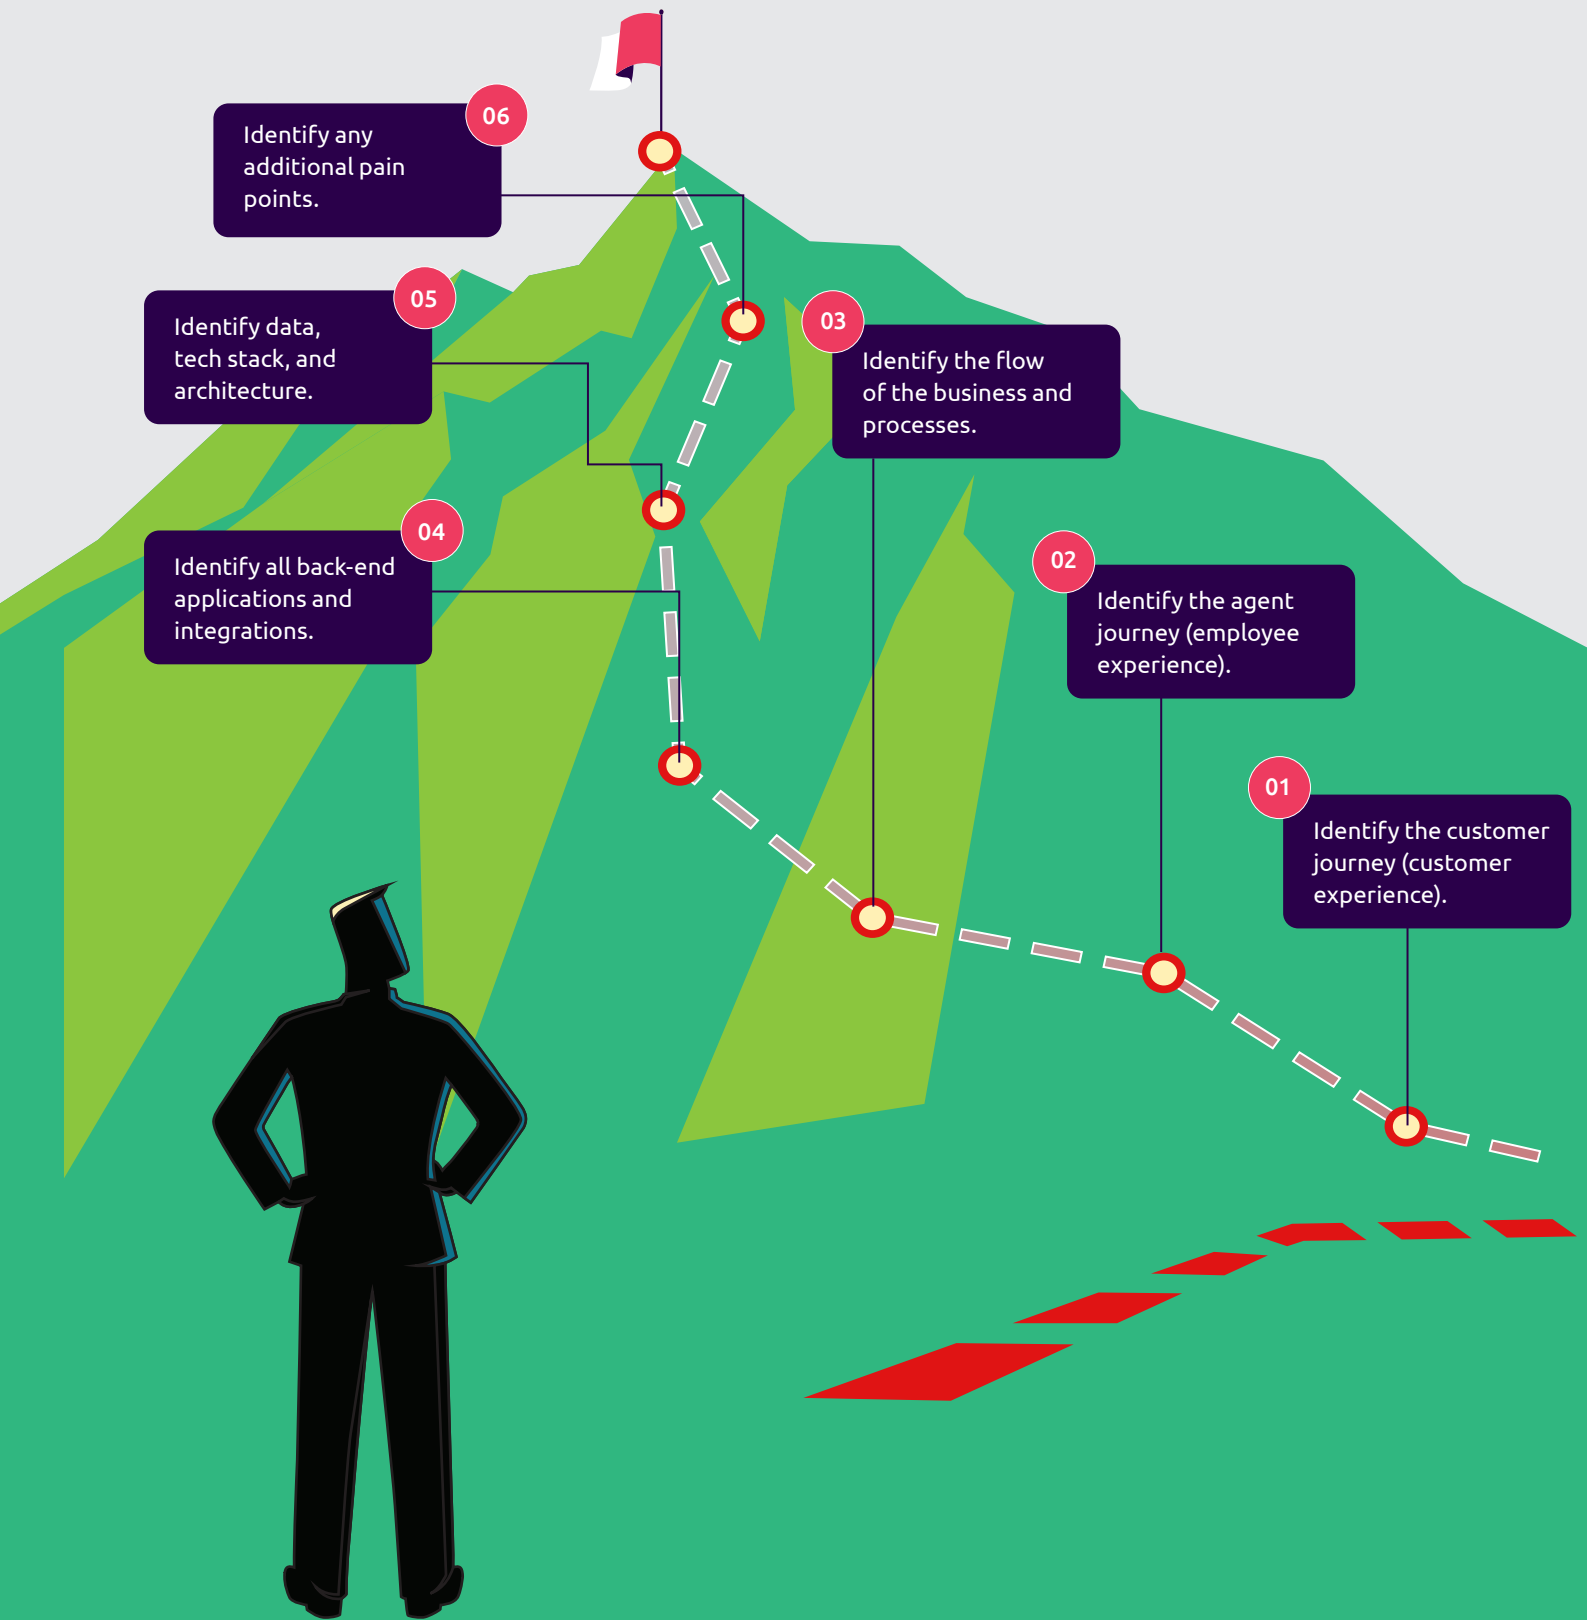 06
Identify any
additional pain
points.
05
Identify data,
tech stack, and
architecture.
03
Identify the flow
of the business and
processes.
04
Identify all back-end
applications and
integrations.
02
Identify the agent
journey (employee
experience).
01
Identify the customer
journey (customer
experience).